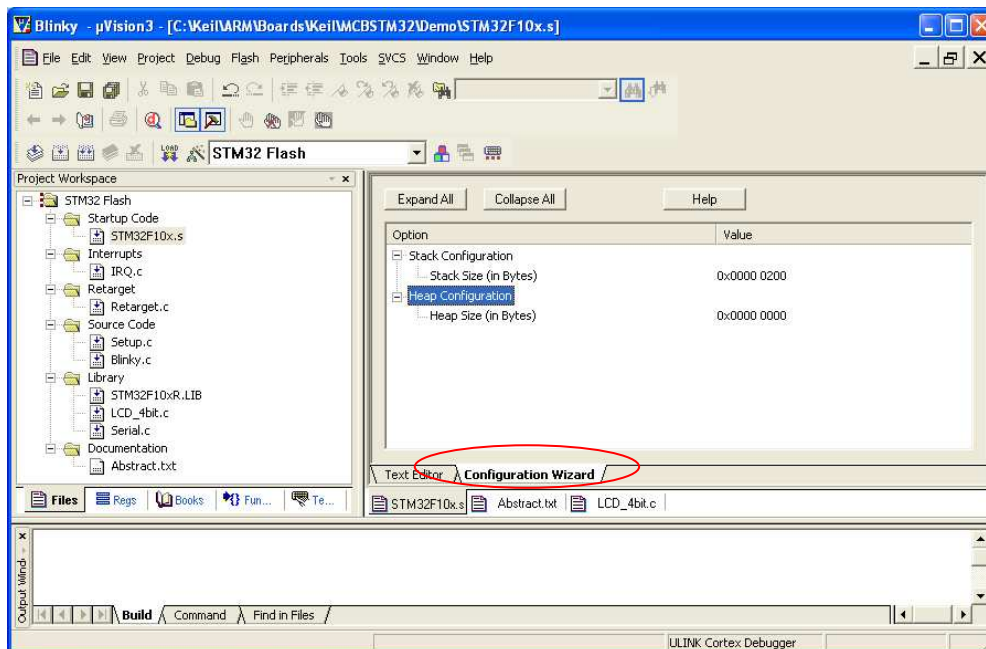 Blinky - µVision3 - [C:\Keil\ARM\Boards\Keil\MCBSTM32\Demo\STM32F10x.s]
File Edit View Project Debug Flash Peripherals Tools SVCS Window Help
LOAD
STM32 Flash
Project Workspace
STM32 Flash
Startup Code
STM32F10x.s
Interrupts
IRQ.c
Retarget
Retarget.c
Source Code
Setup.c
Blinky.c
Library
STM32F10xR.LIB
LCD_4bit.c
Serial.c
Documentation
Abstract.txt
Files Regs Books Fun... Te...
Expand All Collapse All Help
Option Value
Stack Configuration
Stack Size (in Bytes) 0x0000 0200
Heap Configuration
Heap Size (in Bytes) 0x0000 0000
Text Editor Configuration Wizard
STM32F10x.s Abstract.txt LCD_4bit.c
Output Wind
Build Command Find in Files
ULINK Cortex Debugger